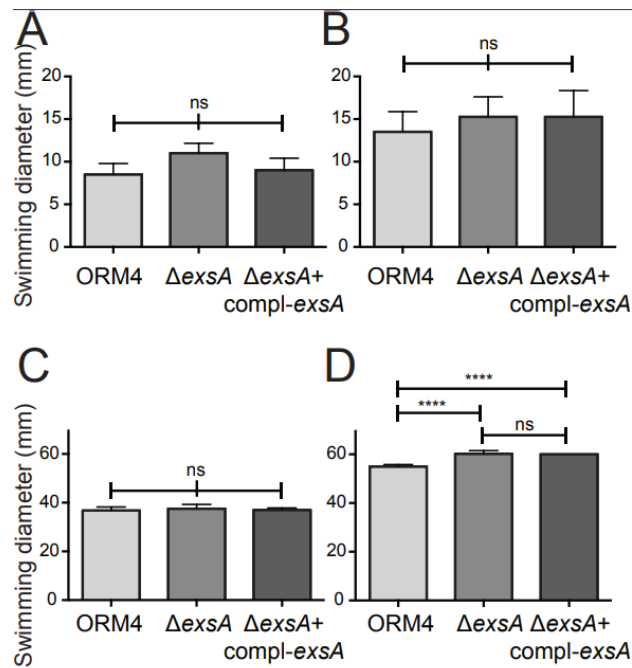 A
Swimming diameter (mm)
20
15
10
5
0
ns
ORM4 ΔexsA ΔexsA+
compl-exsA
B
20
15
10
5
0
ns
ORM4 ΔexsA ΔexsA+
compl-exsA
C
Swimming diameter (mm)
60
40
20
0
ns
ORM4 ΔexsA ΔexsA+
compl-exsA
D
60
40
20
0
****
****
ns
ORM4 ΔexsA ΔexsA+
compl-exsA